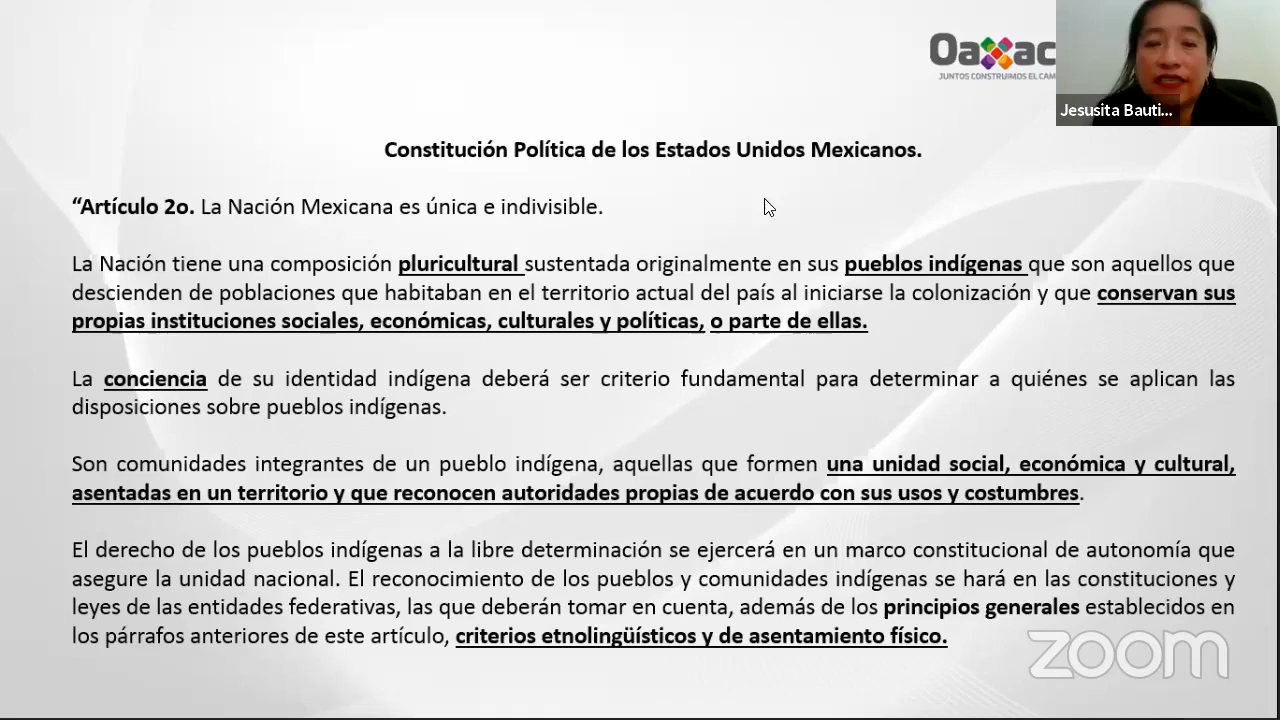 Oaxac
JUNTOS CONSTRUIMOS EL CAM
Jesusita Bauti...
Constitución Política de los Estados Unidos Mexicanos.
“Artículo 2o. La Nación Mexicana es única e indivisible.
La Nación tiene una composición pluricultural sustentada originalmente en sus pueblos indígenas que son aquellos que
descienden de poblaciones que habitaban en el territorio actual del país al iniciarse la colonización y que conservan sus
propias instituciones sociales, económicas, culturales y políticas, o parte de ellas.
La conciencia de su identidad indígena deberá ser criterio fundamental para determinar a quiénes se aplican las
disposiciones sobre pueblos indígenas.
Son comunidades integrantes de un pueblo indígena, aquellas que formen una unidad social, económica y cultural,
asentadas en un territorio y que reconocen autoridades propias de acuerdo con sus usos y costumbres.
El derecho de los pueblos indígenas a la libre determinación se ejercerá en un marco constitucional de autonomía que
asegure la unidad nacional. El reconocimiento de los pueblos y comunidades indígenas se hará en las constituciones y
leyes de las entidades federativas, las que deberán tomar en cuenta, además de los principios generales establecidos en
los párrafos anteriores de este artículo, criterios etnolingüísticos y de asentamiento físico.
zoom